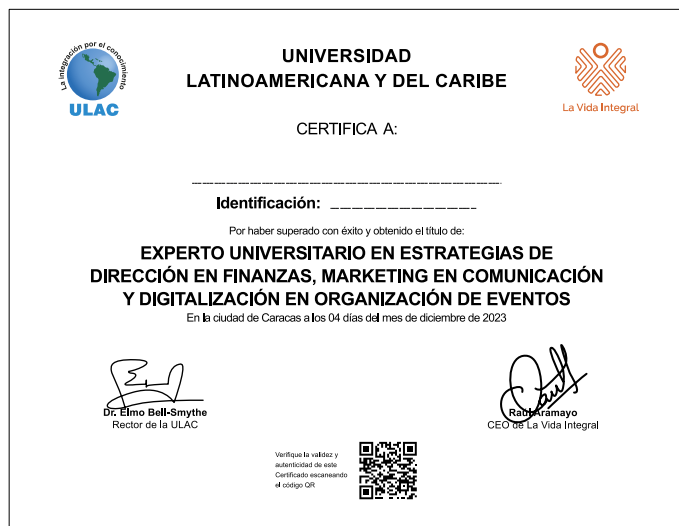 La integración por el conocimiento
ULAC
UNIVERSIDAD
LATINOAMERICANA Y DEL CARIBE
La Vida Integral
CERTIFICA A:
Identificación:
Por haber superado con éxito y obtenido el título de:
EXPERTO UNIVERSITARIO EN ESTRATEGIAS DE
DIRECCIÓN EN FINANZAS, MARKETING EN COMUNICACIÓN
Y DIGITALIZACIÓN EN ORGANIZACIÓN DE EVENTOS
En la ciudad de Caracas a los 04 días del mes de diciembre de 2023
Dr. Elmo Bell-Smythe
Rector de la ULAC
Raúl Aramayo
CEO de La Vida Integral
Verifique la validez y
autenticidad de este
Certificado escaneando
el código QR